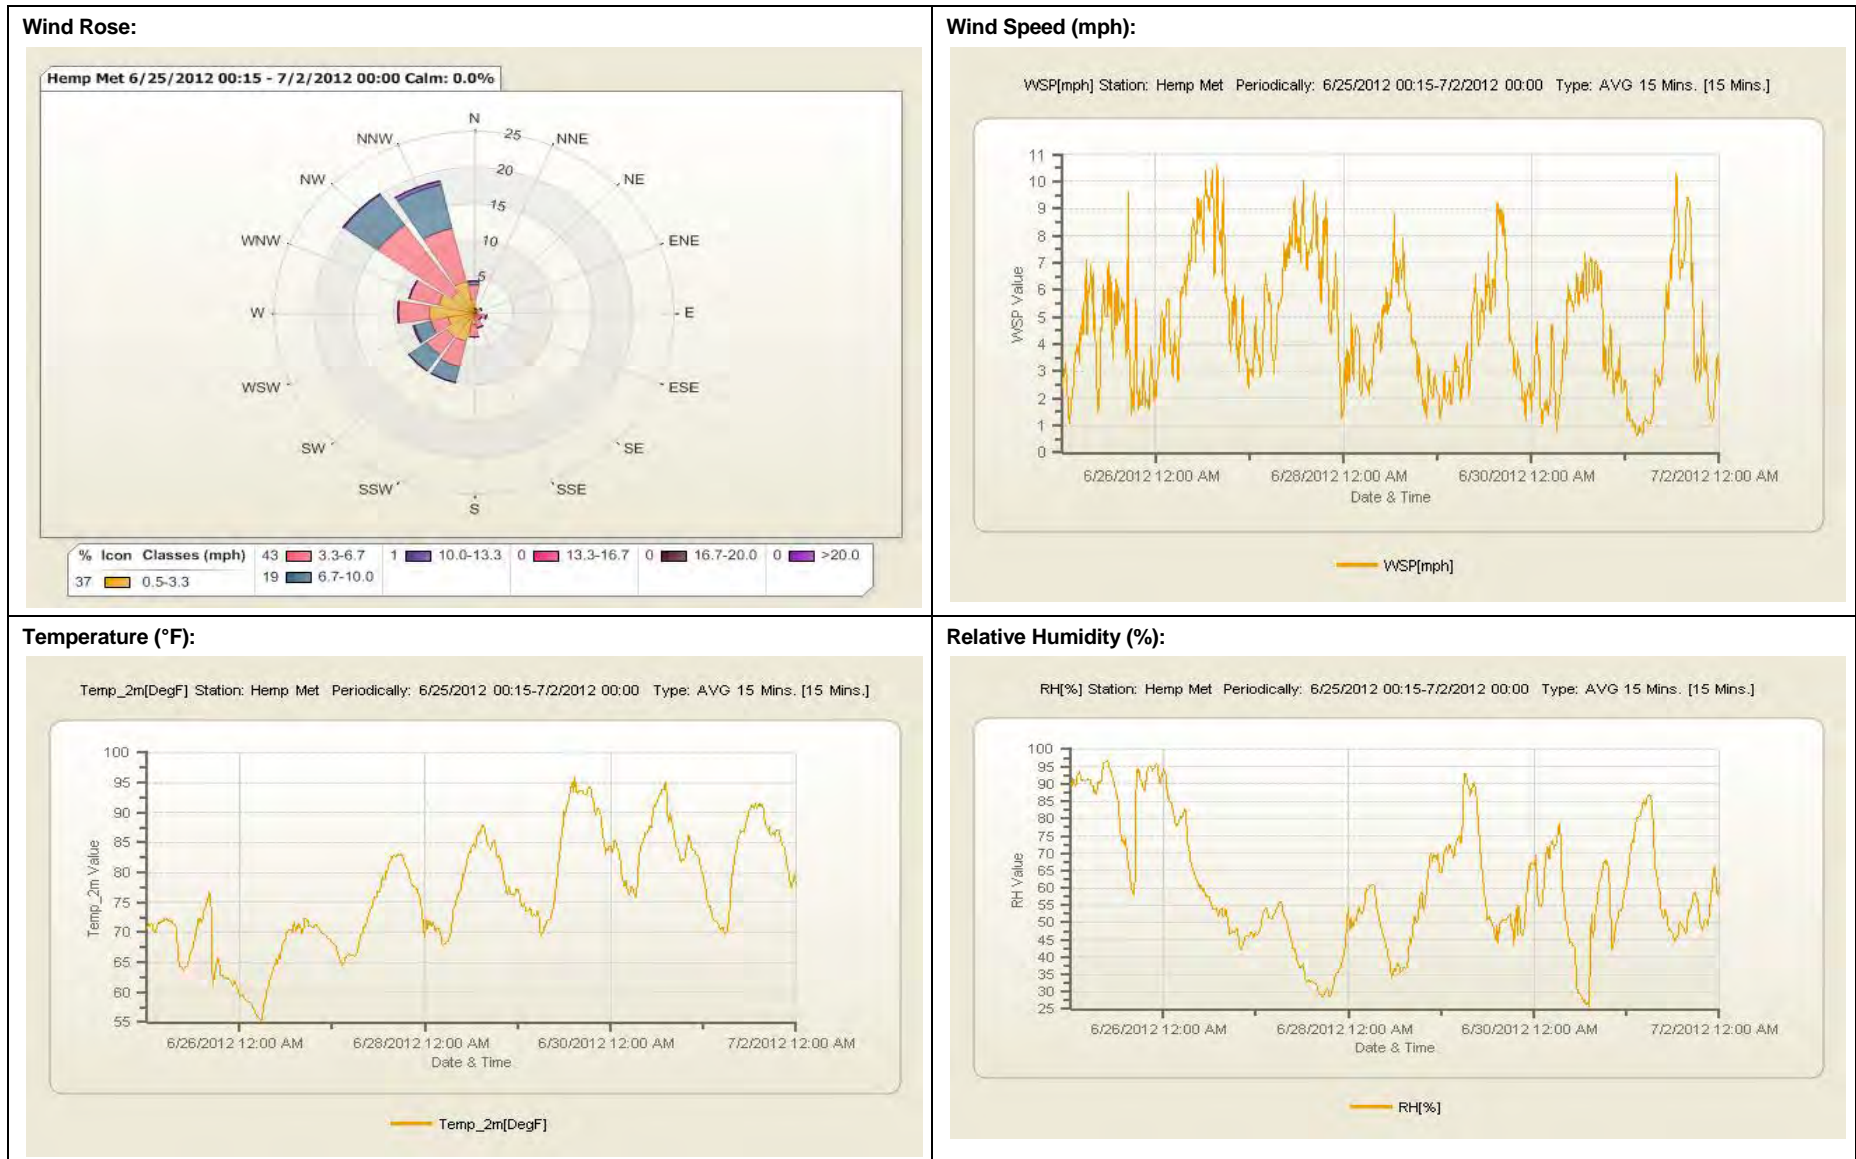 Wind Rose:
Hemp Met 6/25/2012 00:15 - 7/2/2012 00:00 Calm: 0.0%
N
NNE
NE
ENE
E
ESE
SE
SSE
S
SSW
SW
WSW
W
WNW
NW
NNW
25
20
15
10
5
% Icon Classes (mph) 43 3.3-6.7 1 10.0-13.3 0 13.3-16.7 0 16.7-20.0 0 >20.0
37 0.5-3.3 19 6.7-10.0
Wind Speed (mph):
WSP[mph] Station: Hemp Met Periodically: 6/25/2012 00:15-7/2/2012 00:00 Type: AVG 15 Mins. [15 Mins.]
WSP Value
11
10
9
8
7
6
5
4
3
2
1
0
6/26/2012 12:00 AM 6/28/2012 12:00 AM 6/30/2012 12:00 AM 7/2/2012 12:00 AM
Date & Time
WSP[mph]
Temperature (°F):
Temp_2m[DegF] Station: Hemp Met Periodically: 6/25/2012 00:15-7/2/2012 00:00 Type: AVG 15 Mins. [15 Mins.]
Temp_2m Value
100
95
90
85
80
75
70
65
60
55
6/26/2012 12:00 AM 6/28/2012 12:00 AM 6/30/2012 12:00 AM 7/2/2012 12:00 AM
Date & Time
Temp_2m[DegF]
Relative Humidity (%):
RH[%] Station: Hemp Met Periodically: 6/25/2012 00:15-7/2/2012 00:00 Type: AVG 15 Mins. [15 Mins.]
RH Value
100
95
90
85
80
75
70
65
60
55
50
45
40
35
30
25
6/26/2012 12:00 AM 6/28/2012 12:00 AM 6/30/2012 12:00 AM 7/2/2012 12:00 AM
Date & Time
RH[%]